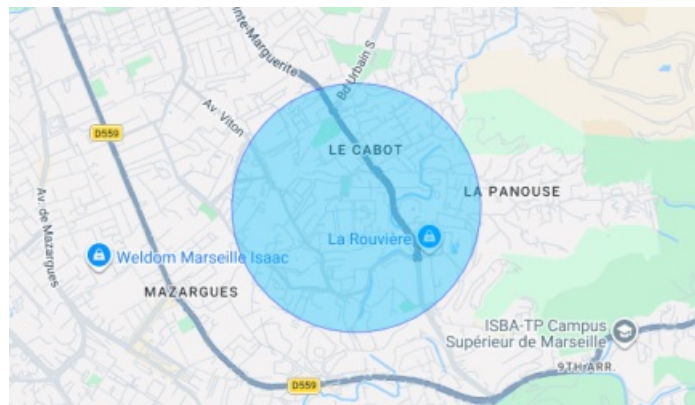 inte-Marguerite
Bd Urbain S
Av. Viton
D559
LE CABOT
LA PANOUSE
Av. de Mazargues
La Rouvière
Weldom Marseille Isaac
MAZARGUES
ISBA-TP Campus
Supérieur de Marseille
9TH ARR.
D559